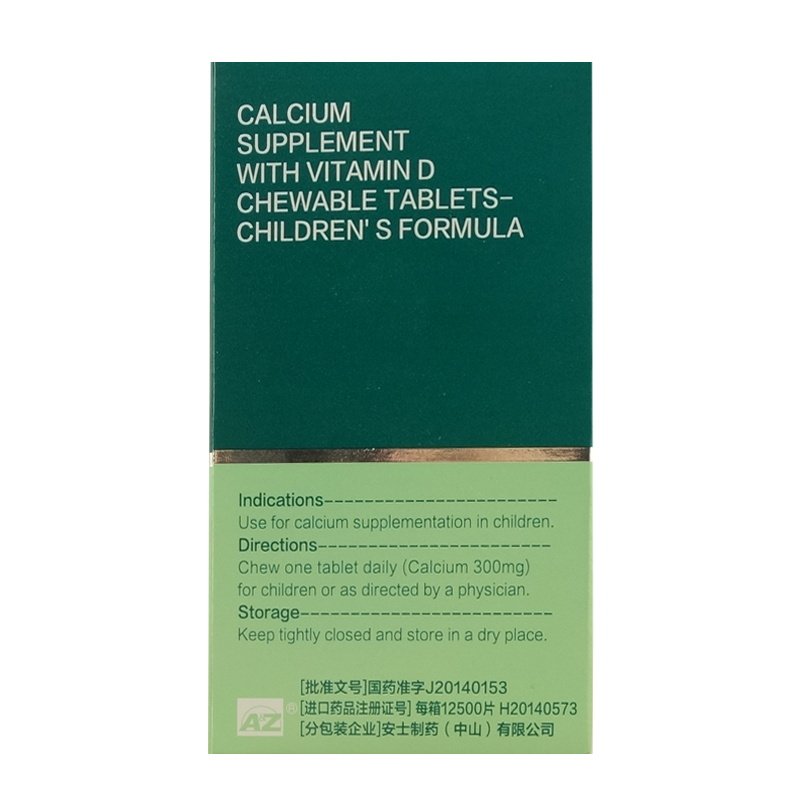 CALCIUM
SUPPLEMENT
WITH VITAMIN D
CHEWABLE TABLETS-
CHILDREN'S FORMULA
Indications-----------------------
Use for calcium supplementation in children.
Directions-----------------------
Chew one tablet daily (Calcium 300mg)
for children or as directed by a physician.
Storage-------------------------
Keep tightly closed and store in a dry place.
[批准文号]国药准字J20140153
A&Z® [进口药品注册证号] 每箱12500片 H20140573
[分包装企业]安士制药（中山）有限公司